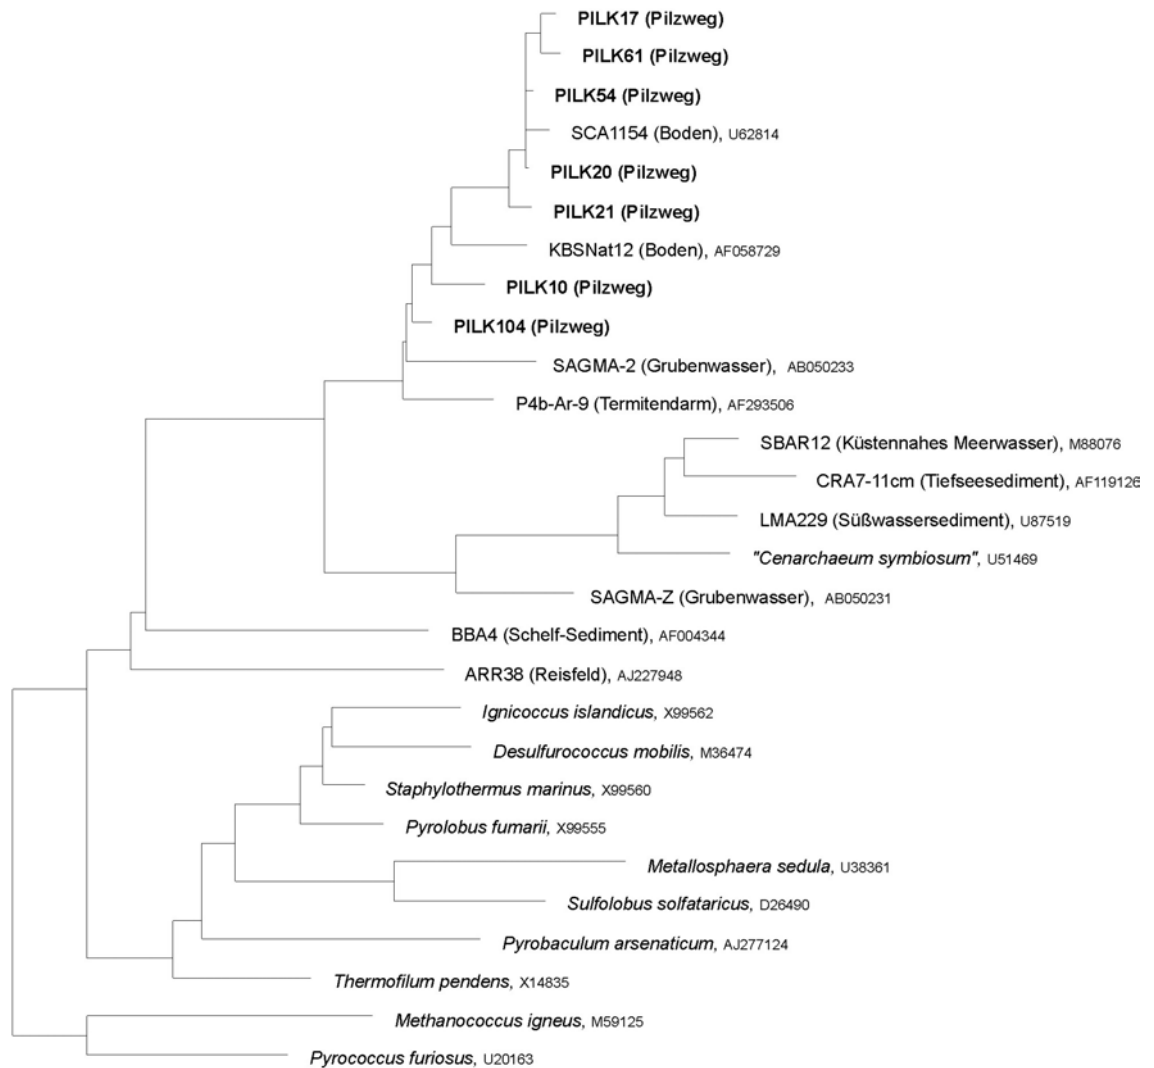 PILK17 (Pilzweg)
PILK61 (Pilzweg)
PILK54 (Pilzweg)
SCA1154 (Boden), U62814
PILK20 (Pilzweg)
PILK21 (Pilzweg)
KBSNat12 (Boden), AF058729
PILK10 (Pilzweg)
PILK104 (Pilzweg)
SAGMA-2 (Grubenwasser), AB050233
P4b-Ar-9 (Termitendarm), AF293506
SBAR12 (Küstennahes Meerwasser), M88076
CRA7-11cm (Tiefseesediment), AF119126
LMA229 (Süßwassersediment), U87519
"Cenarchaeum symbiosum", U51469
SAGMA-Z (Grubenwasser), AB050231
BBA4 (Schelf-Sediment), AF004344
ARR38 (Reisfeld), AJ227948
Ignicoccus islandicus, X99562
Desulfurococcus mobilis, M36474
Staphylothermus marinus, X99560
Pyrolobus fumarii, X99555
Metallosphaera sedula, U38361
Sulfolobus solfataricus, D26490
Pyrobaculum arsenaticum, AJ277124
Thermofilum pendens, X14835
Methanococcus igneus, M59125
Pyrococcus furiosus, U20163